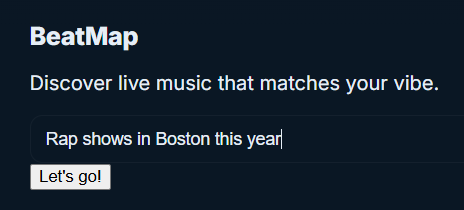 BeatMap
Discover live music that matches your vibe.
Rap shows in Boston this year
Let's go!